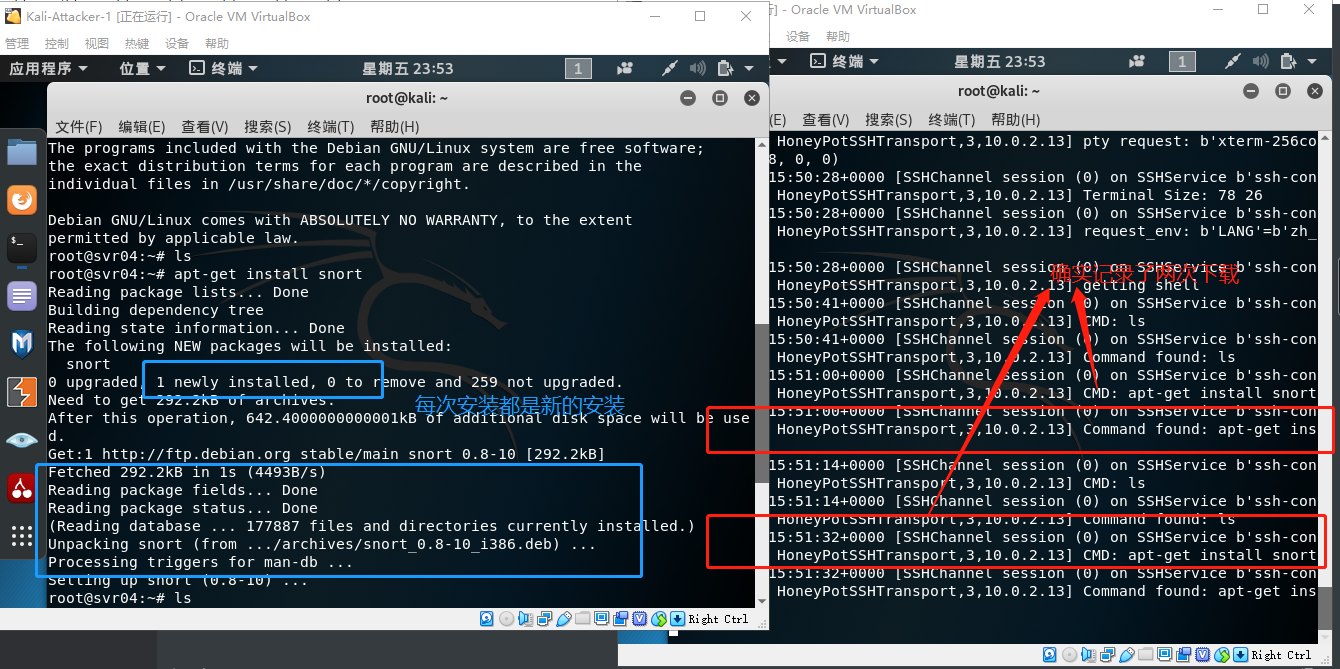 Kali-Attacker-1 [正在运行] - Oracle VM VirtualBox
管理 控制 视图 热键 设备 帮助
应用程序 位置 终端 星期五 23:53 1
root@kali: ~
文件(F) 编辑(E) 查看(V) 搜索(S) 终端(T) 帮助(H)
The programs included with the Debian GNU/Linux system are free software;
the exact distribution terms for each program are described in the
individual files in /usr/share/doc/*/copyright.
Debian GNU/Linux comes with ABSOLUTELY NO WARRANTY, to the extent
permitted by applicable law.
root@svr04:~# ls
root@svr04:~# apt-get install snort
Reading package lists... Done
Building dependency tree
Reading state information... Done
The following NEW packages will be installed:
snort
0 upgraded, 1 newly installed, 0 to remove and 259 not upgraded.
Need to get 292.2kB of archives.
每次安装都是新的安装
After this operation, 642.4000000000001kB of additional disk space will be use
d.
Get:1 http://ftp.debian.org stable/main snort 0.8-10 [292.2kB]
Fetched 292.2kB in 1s (4493B/s)
Reading package fields... Done
Reading package status... Done
(Reading database ... 177887 files and directories currently installed.)
Unpacking snort (from .../archives/snort_0.8-10_i386.deb) ...
Processing triggers for man-db ...
Setting up snort (0.8-10) ...
root@svr04:~# ls
Right Ctrl
行] - Oracle VM VirtualBox
设备 帮助
终端 星期五 23:53 1
root@kali: ~
(E) 查看(V) 搜索(S) 终端(T) 帮助(H)
HoneyPotSSHTransport,3,10.0.2.13] pty request: b'xterm-256co
8, 0, 0)
15:50:28+0000 [SSHChannel session (0) on SSHService b'ssh-con
HoneyPotSSHTransport,3,10.0.2.13] Terminal Size: 78 26
15:50:28+0000 [SSHChannel session (0) on SSHService b'ssh-con
HoneyPotSSHTransport,3,10.0.2.13] request_env: b'LANG'=b'zh_
15:50:28+0000 [SSHChannel session (0) on SSHService b'ssh-con
确实记录了两次下载
HoneyPotSSHTransport,3,10.0.2.13] getting shell
15:50:41+0000 [SSHChannel session (0) on SSHService b'ssh-con
HoneyPotSSHTransport,3,10.0.2.13] CMD: ls
15:50:41+0000 [SSHChannel session (0) on SSHService b'ssh-con
HoneyPotSSHTransport,3,10.0.2.13] Command found: ls
15:51:00+0000 [SSHChannel session (0) on SSHService b'ssh-con
HoneyPotSSHTransport,3,10.0.2.13] CMD: apt-get install snort
15:51:00+0000 [SSHChannel session (0) on SSHService b'ssh-con
HoneyPotSSHTransport,3,10.0.2.13] Command found: apt-get ins
15:51:14+0000 [SSHChannel session (0) on SSHService b'ssh-con
HoneyPotSSHTransport,3,10.0.2.13] CMD: ls
15:51:14+0000 [SSHChannel session (0) on SSHService b'ssh-con
HoneyPotSSHTransport,3,10.0.2.13] Command found: ls
15:51:32+0000 [SSHChannel session (0) on SSHService b'ssh-con
HoneyPotSSHTransport,3,10.0.2.13] CMD: apt-get install snort
15:51:32+0000 [SSHChannel session (0) on SSHService b'ssh-con
HoneyPotSSHTransport,3,10.0.2.13] Command found: apt-get ins
Right Ctrl